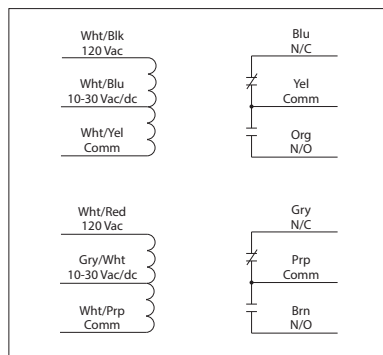 Wht/Blk
120 Vac
Wht/Blu
10-30 Vac/dc
Wht/Yel
Comm
Blu
N/C
Yel
Comm
Org
N/O
Wht/Red
120 Vac
Gry/Wht
10-30 Vac/dc
Wht/Prp
Comm
Gry
N/C
Prp
Comm
Brn
N/O